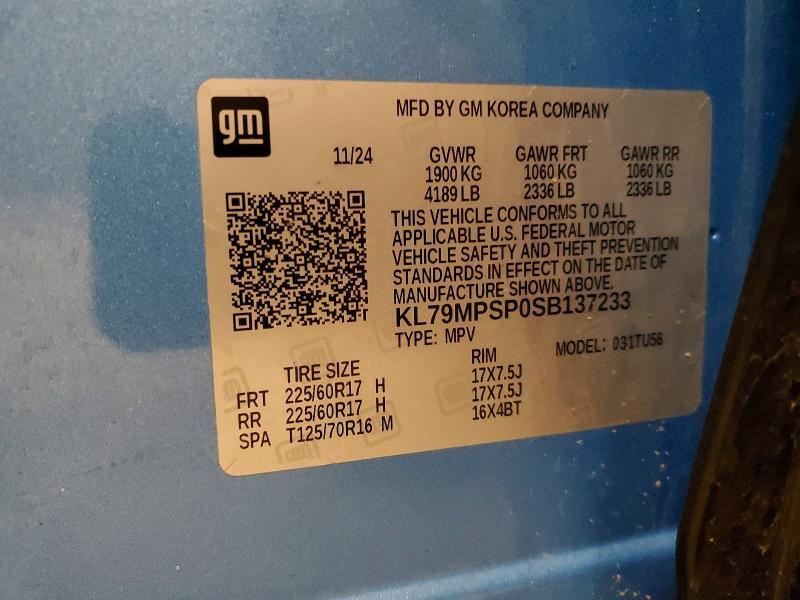 gm
MFD BY GM KOREA COMPANY
11/24 GVWR GAWR FRT GAWR RR
1900 KG 1060 KG 1060 KG
4189 LB 2336 LB 2336 LB
THIS VEHICLE CONFORMS TO ALL
APPLICABLE U.S. FEDERAL MOTOR
VEHICLE SAFETY AND THEFT PREVENTION
STANDARDS IN EFFECT ON THE DATE OF
MANUFACTURE SHOWN ABOVE.
KL79MPSP0SB137233
TYPE: MPV MODEL: 031TU56
TIRE SIZE RIM
FRT 225/60R17 H 17X7.5J
RR 225/60R17 H 17X7.5J
SPA T125/70R16 M 16X4BT